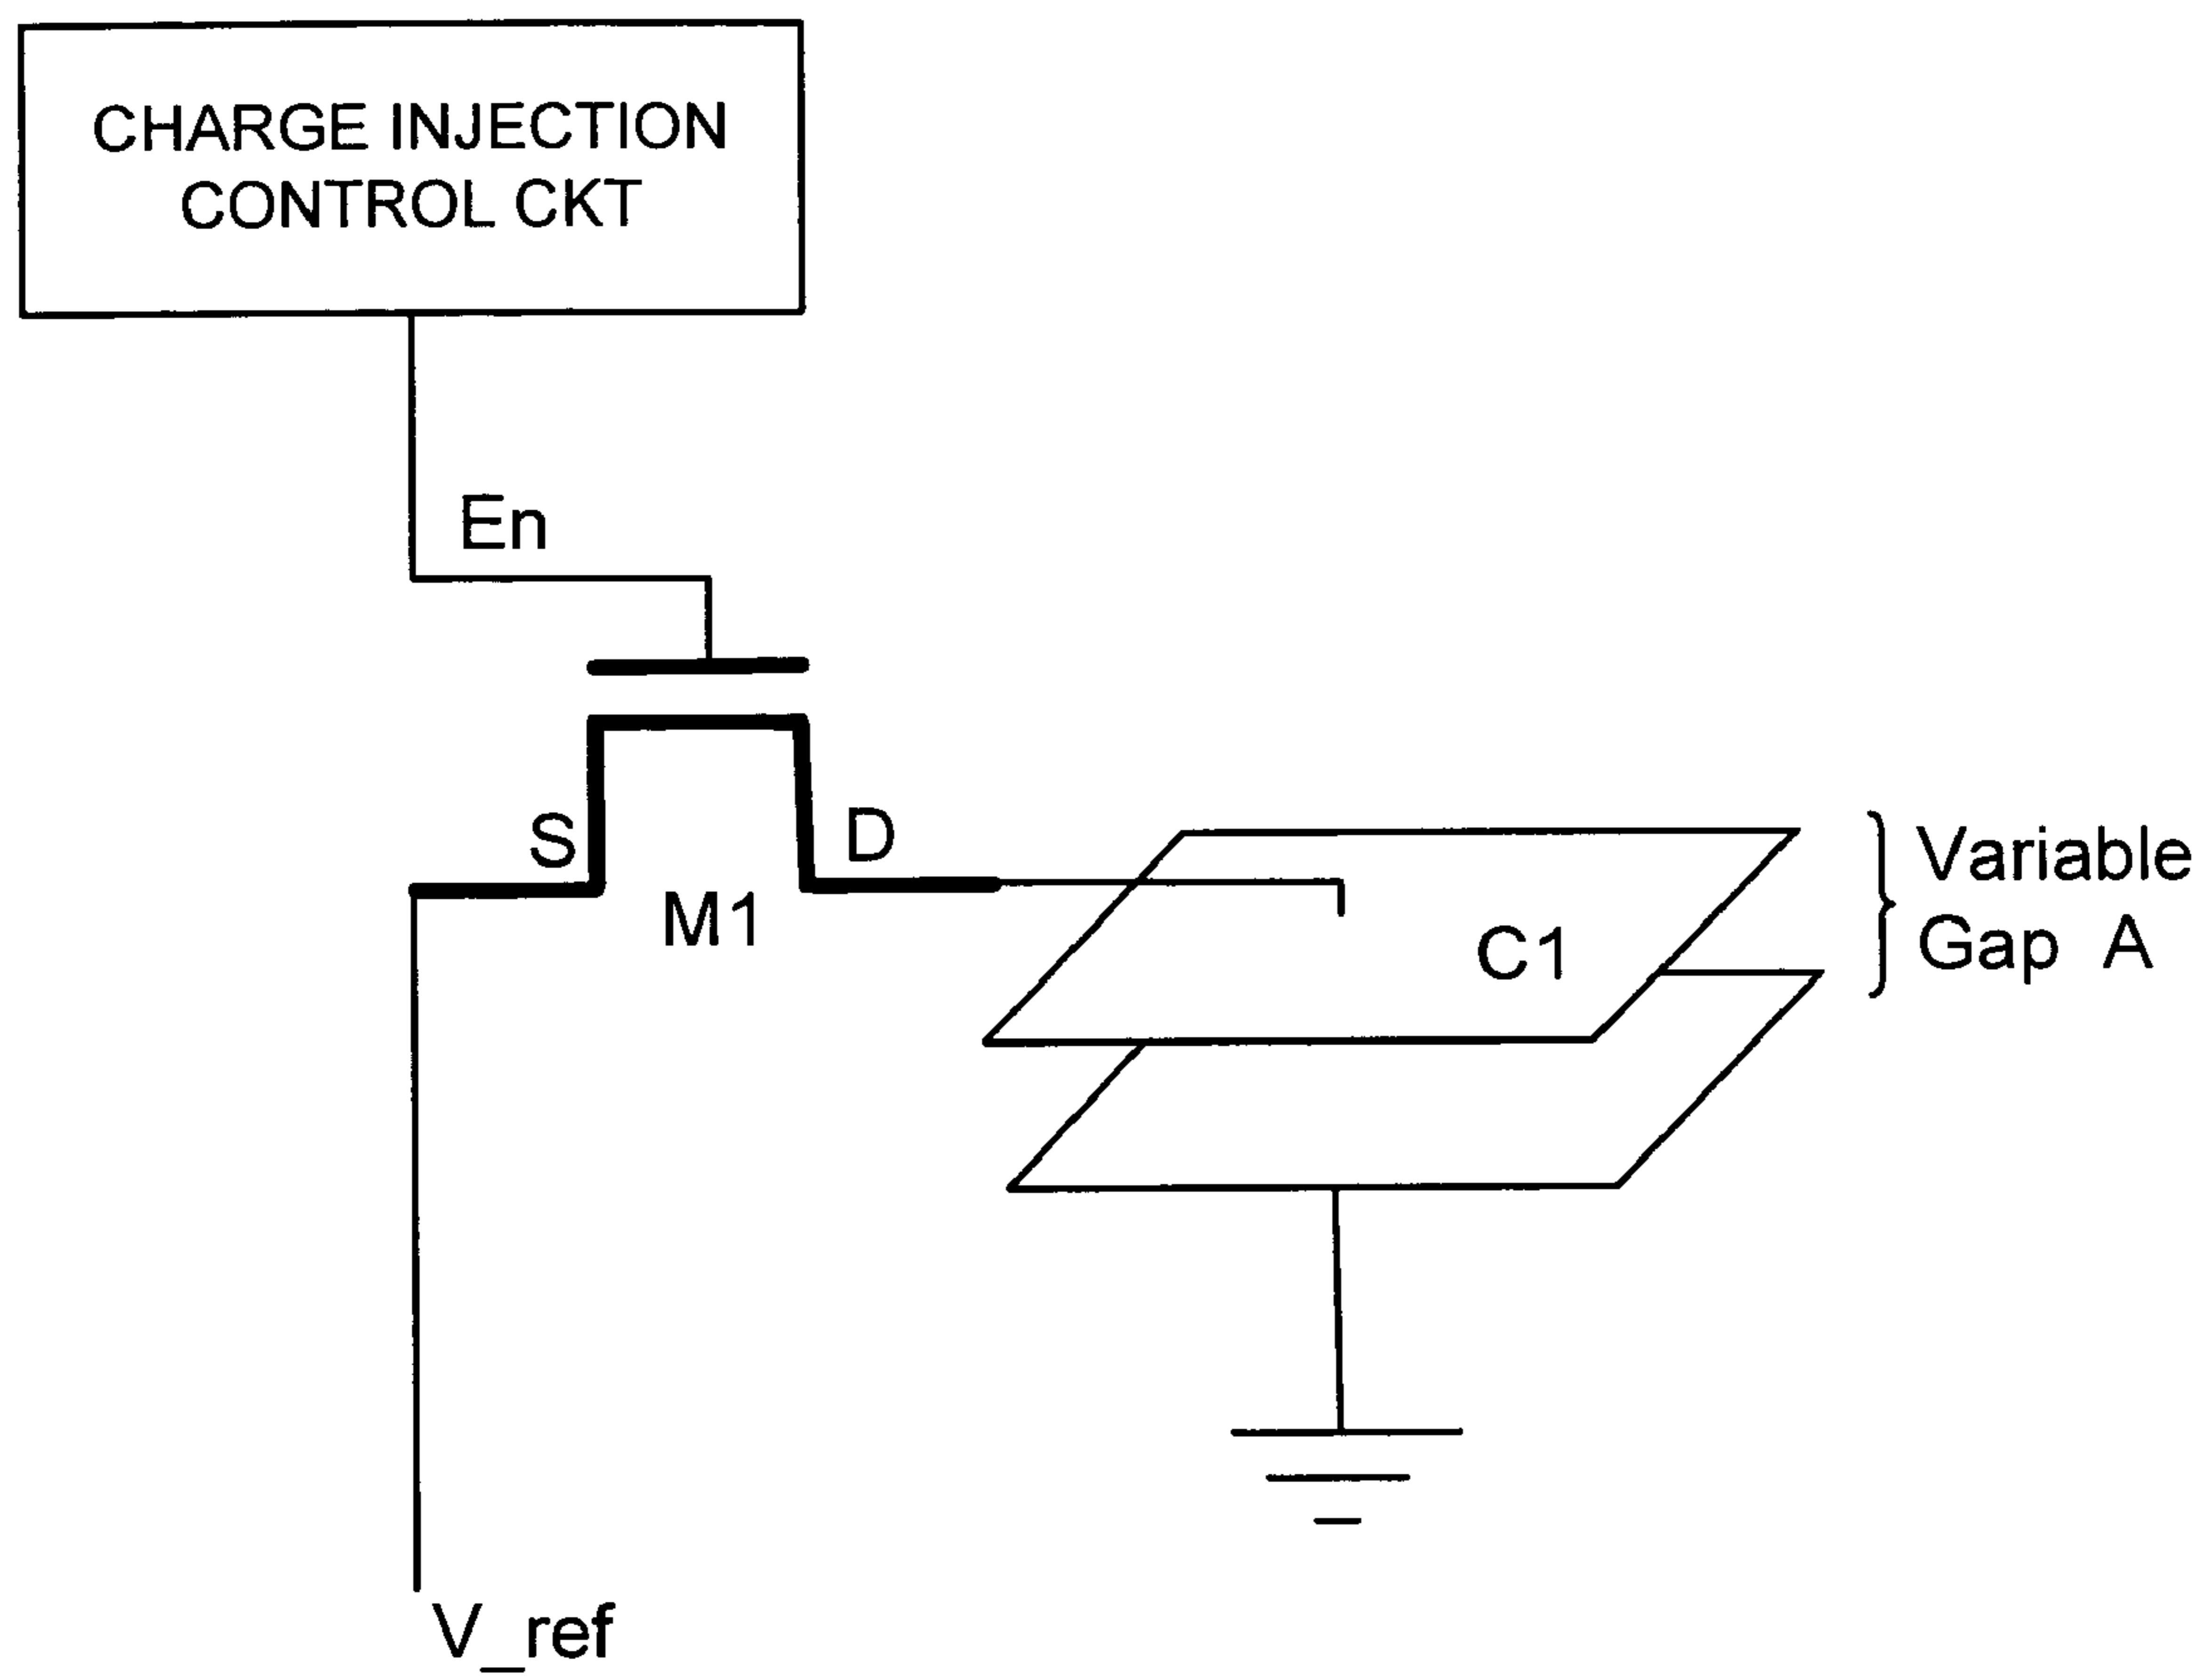 CHARGE INJECTION
CONTROL CKT
En
S
D
M1
C1
Variable
Gap A
V_ref